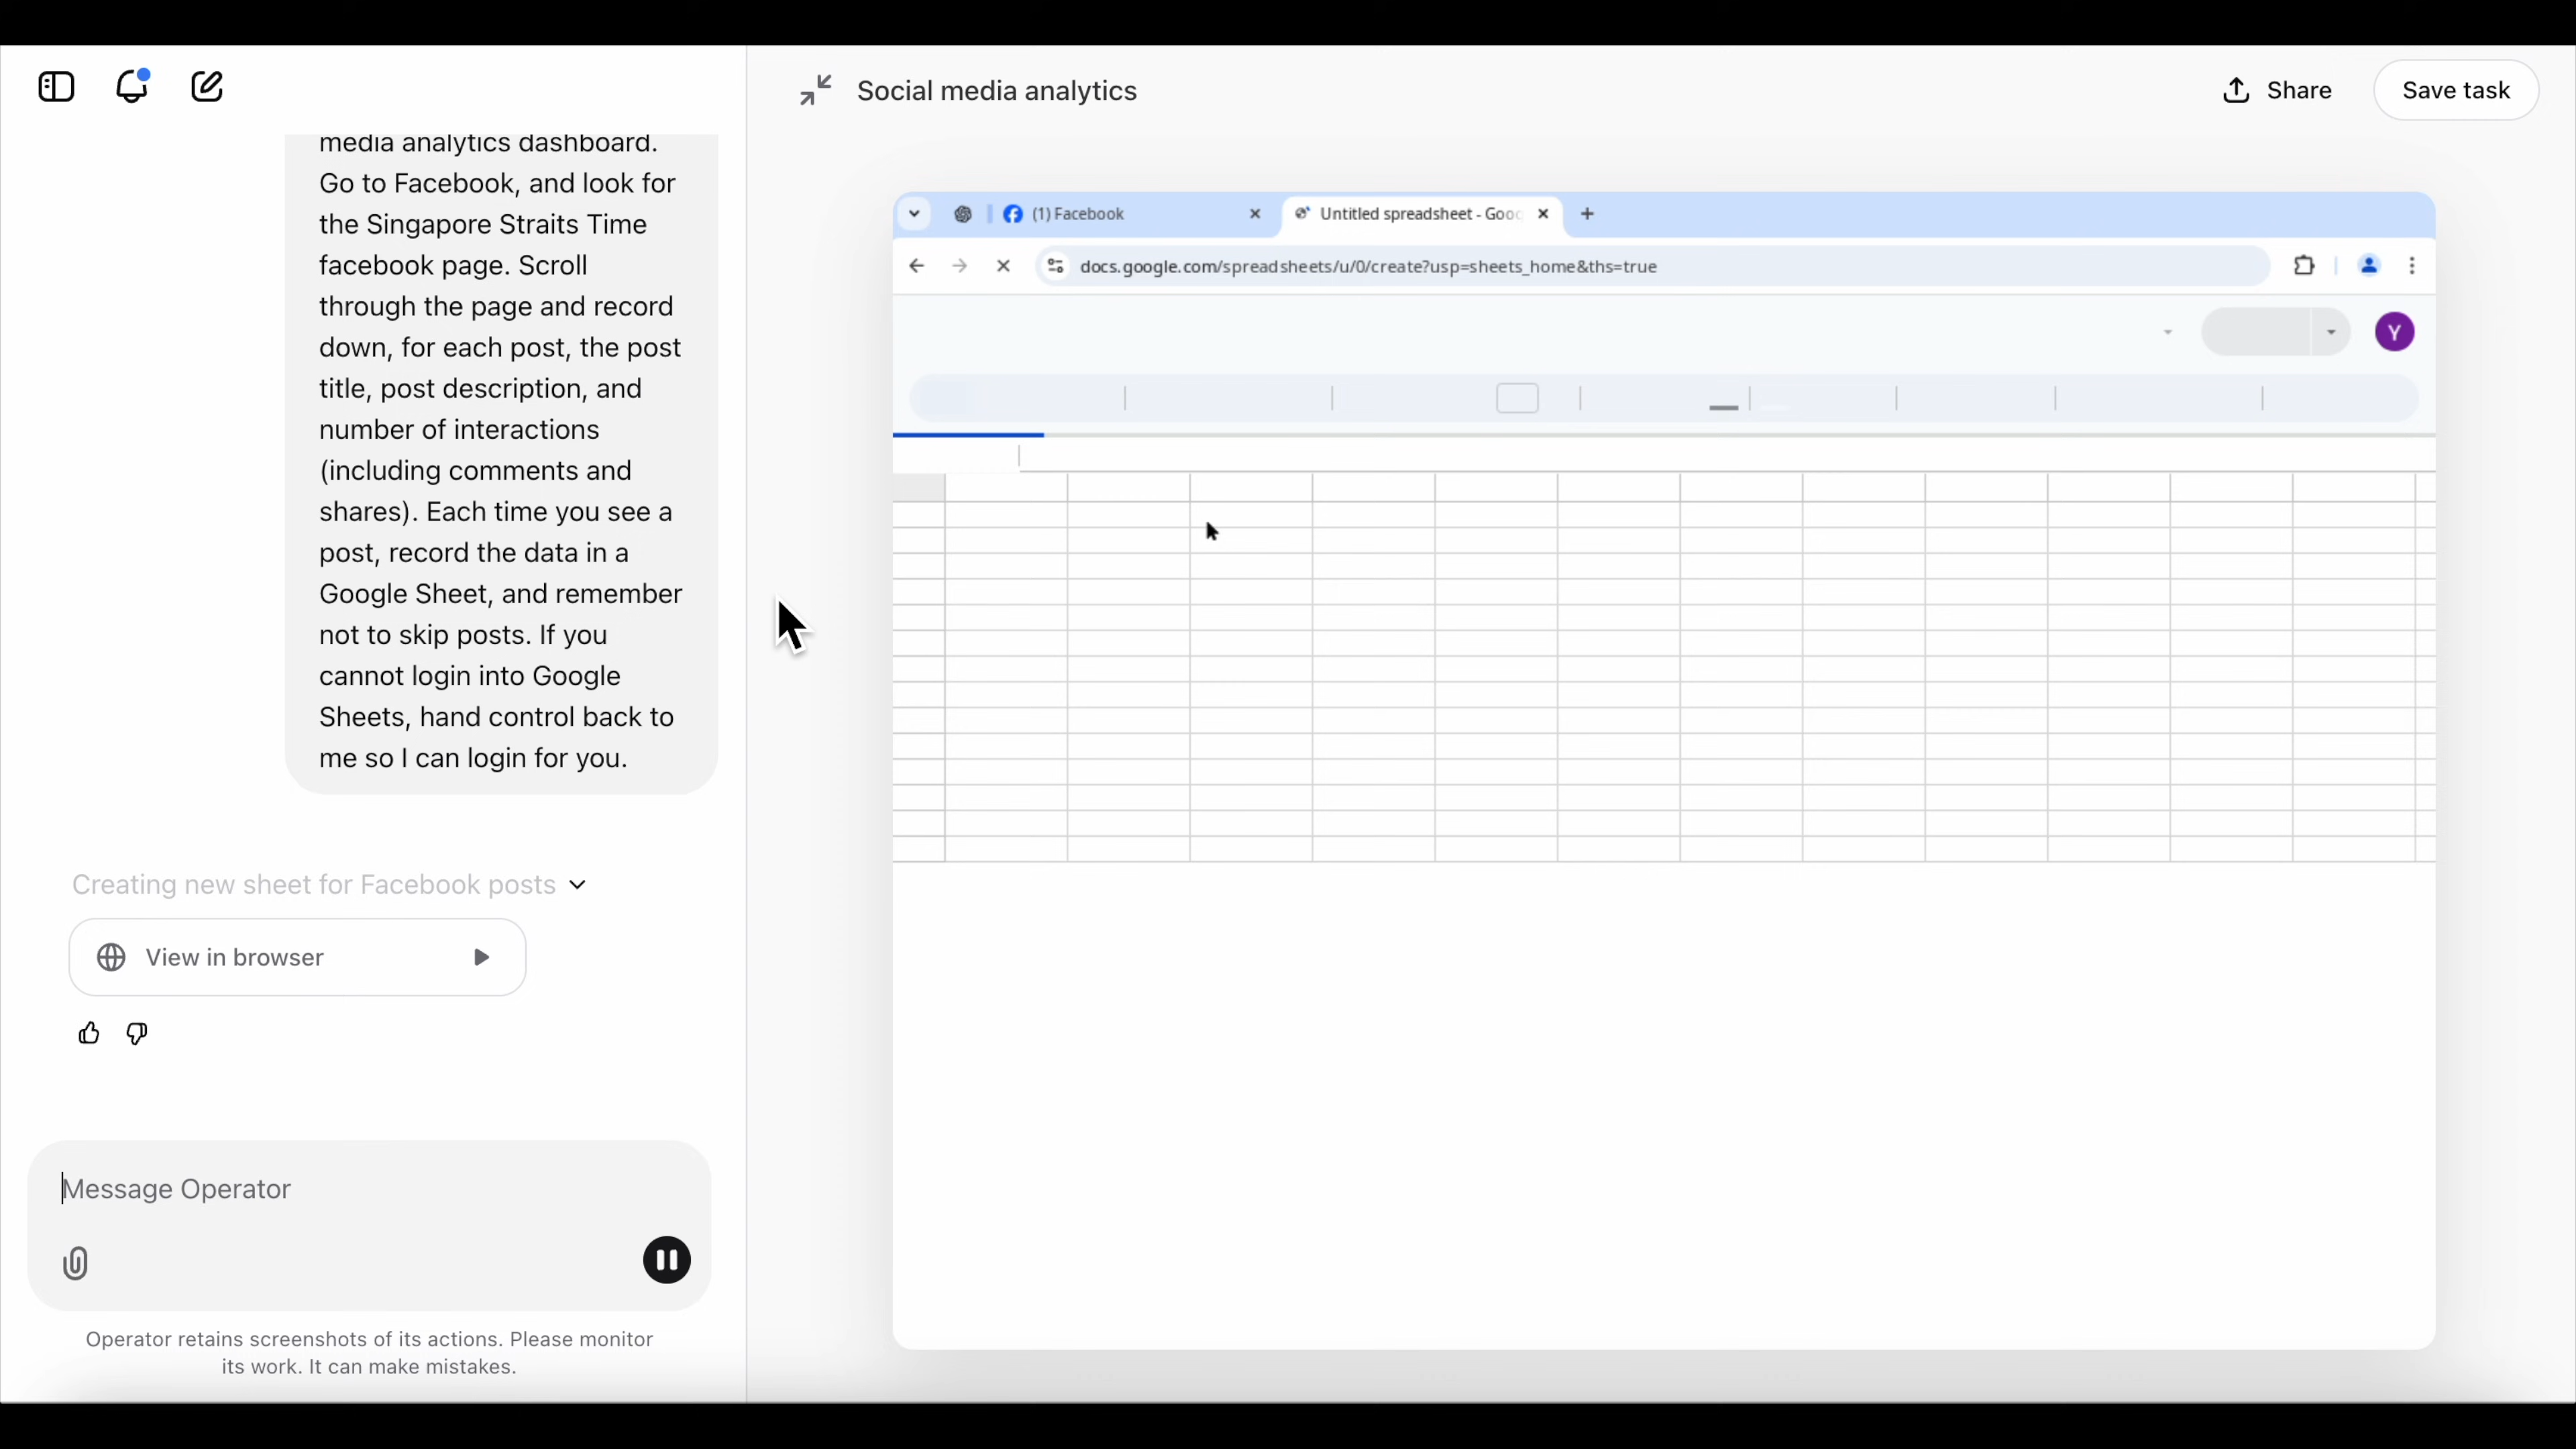 Social media analytics
Share
Save task
media analytics dashboard.
Go to Facebook, and look for
the Singapore Straits Time
facebook page. Scroll
through the page and record
down, for each post, the post
title, post description, and
number of interactions
(including comments and
shares). Each time you see a
post, record the data in a
Google Sheet, and remember
not to skip posts. If you
cannot login into Google
Sheets, hand control back to
me so I can login for you.
Creating new sheet for Facebook posts
View in browser
Message Operator
Operator retains screenshots of its actions. Please monitor
its work. It can make mistakes.
(1) Facebook
Untitled spreadsheet - Goo
docs.google.com/spreadsheets/u/0/create?usp=sheets_home&ths=true
Y